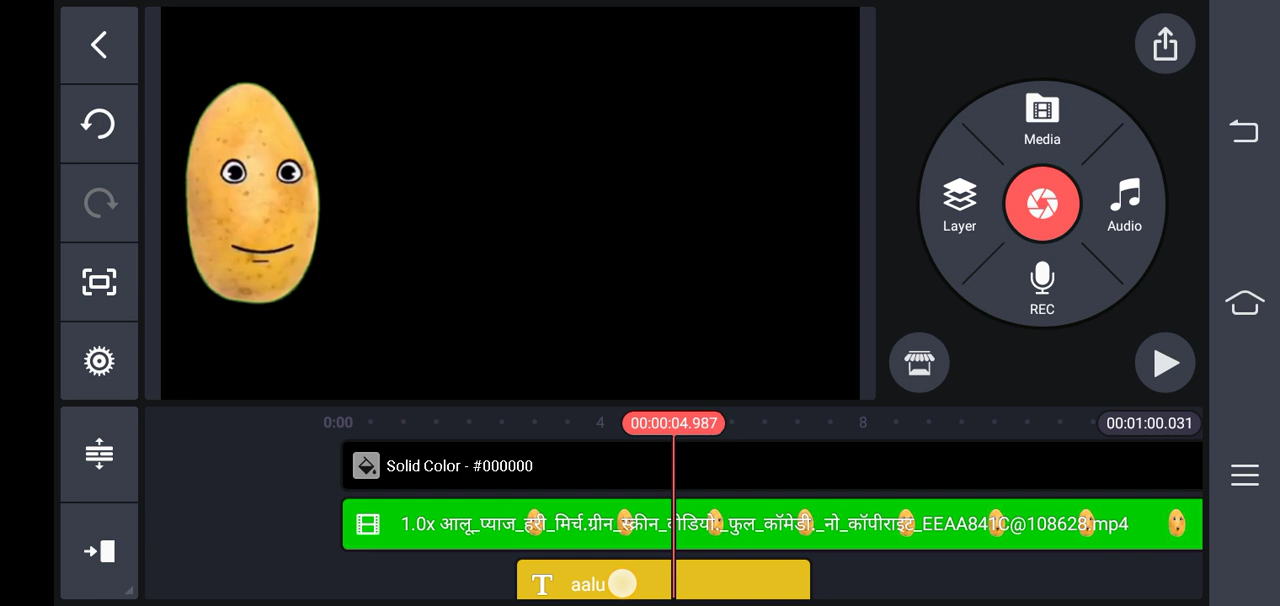 Media
Layer
Audio
REC
0:00
4
00:00:04.987
8
00:01:00.031
Solid Color - #000000
1.0x आलू_प्याज_हरी_मिर्च.ग्रीन_स्क्रीन_वीडियो._फुल_कॉमेडी._नो_कॉपीराइट_EEAA841C@108628.mp4
T aalu